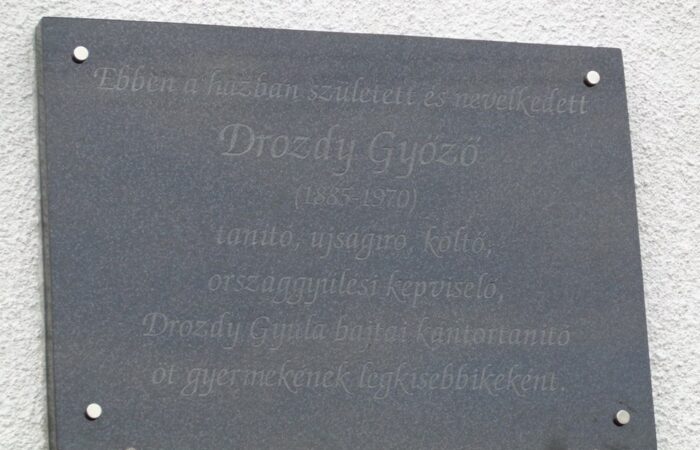 Ebben a házban született és nevelkedett
Drozdy Győző
(1885-1970)
tanító, újságíró, költő,
országgyűlési képviselő,
Drozdy Gyula bajtai kántortanító
öt gyermekének legkisebbikeként.